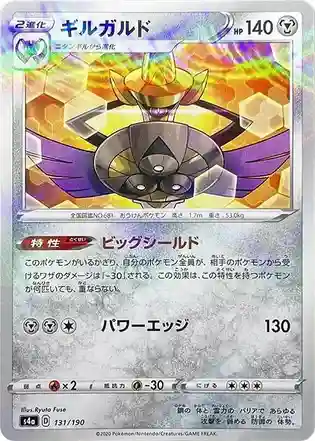 2進化
ギルガルド
HP 140
ニダンギルから進化
全国図鑑NO.681 おうけんポケモン 高さ：1.7m 重さ：53.0kg
特性 とくせい ビッグシールド
このポケモンがいるかぎり、自分のポケモン全員が、相手のポケモンから
受けるワザのダメージは「-30」される。この効果は、この特性を持つポケモン
が何匹いても、重ならない。
パワーエッジ 130
弱点 ×2 抵抗力 -30 にげる
Illus.Ryuta Fuse
s4a D 131/190
©2020 Pokémon/Nintendo/Creatures/GAME FREAK.